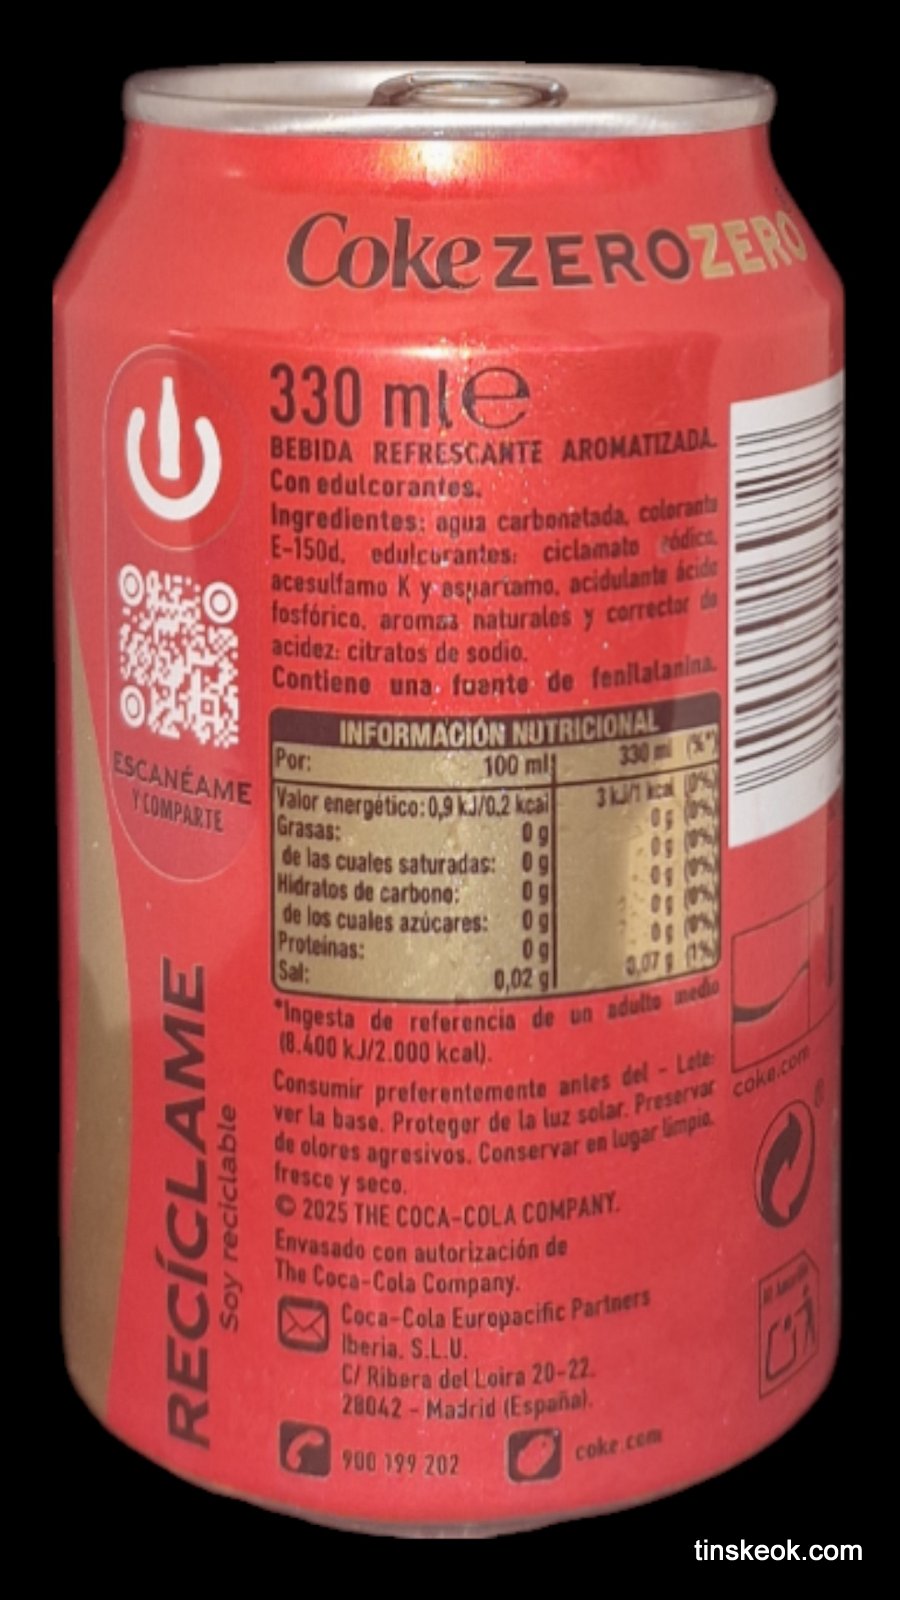 Coke ZERO ZERO
330 ml e
BEBIDA REFRESCANTE AROMATIZADA.
Con edulcorantes.
Ingredientes: agua carbonatada, colorante
E-150d, edulcorantes: ciclamato sódico,
acesulfamo K y aspartamo, acidulante ácido
fosfórico, aromas naturales y corrector de
acidez: citratos de sodio.
Contiene una fuente de fenilalanina.
ESCANÉAME
Y COMPARTE
INFORMACIÓN NUTRICIONAL
Por: 100 ml 330 ml (%*)
Valor energético: 0,9 kJ/0.2 kcal 3 kJ/1 kcal (0%)
Grasas: 0 g 0 g (0%)
de las cuales saturadas: 0 g 0 g (0%)
Hidratos de carbono: 0 g 0 g (0%)
de los cuales azúcares: 0 g 0 g (0%)
Proteínas: 0 g 0 g (0%)
Sal: 0,02 g 0,07 g (1%)
*Ingesta de referencia de un adulto medio
(8.400 kJ/2.000 kcal).
Consumir preferentemente antes del - Lote:
ver la base. Proteger de la luz solar. Preservar
de olores agresivos. Conservar en lugar limpio,
fresco y seco.
© 2025 THE COCA-COLA COMPANY.
Envasado con autorización de
The Coca-Cola Company.
Coca-Cola Europacific Partners
Iberia, S.L.U.
C/ Ribera del Loira 20-22.
28042 - Madrid (España).
900 199 202
coke.com
RECÍCLAME
Soy reciclable
coke.com
®
tinskeok.com